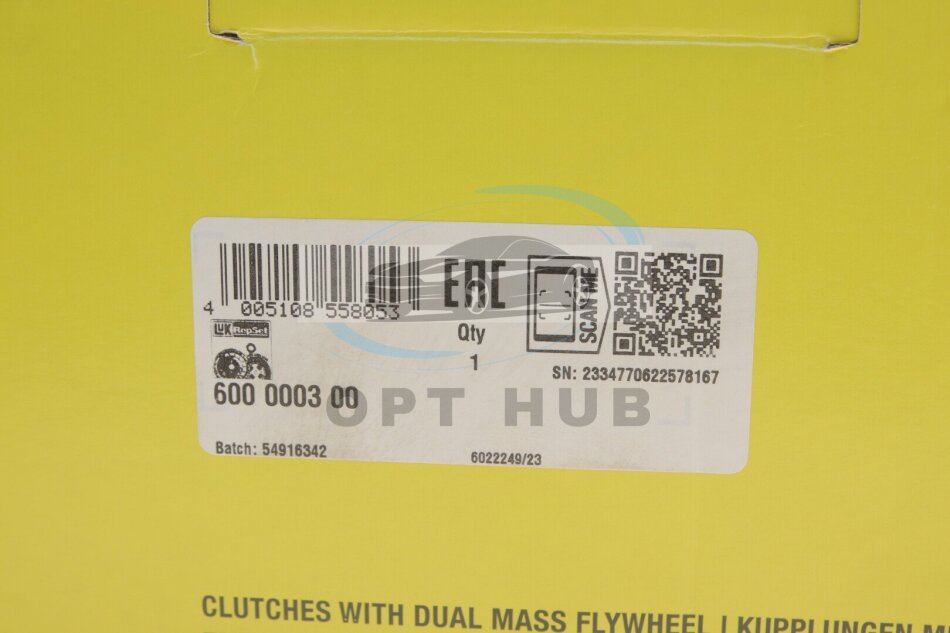 4 005108 558053
EAC
Qty
1
SCAN ME
SN: 2334770622578167
LUK RepSet
600 0003 00
OPT HUB
Batch: 54916342
6022249/23
CLUTCHES WITH DUAL MASS FLYWHEEL | KUPPLUNGEN